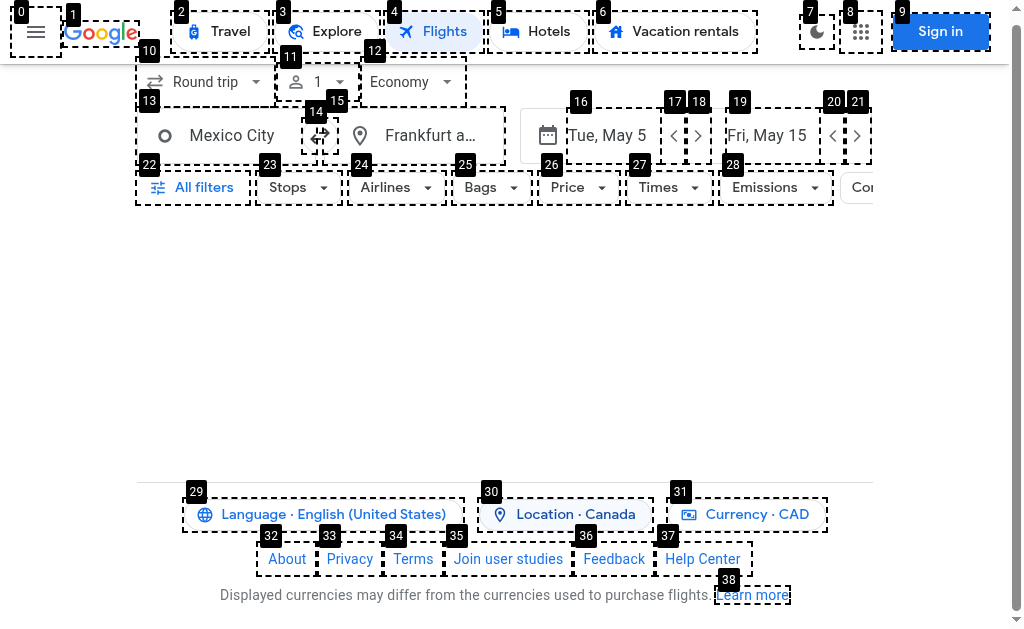 0 1 2 3 4 5 6 7 8 9
Google Travel Explore Flights Hotels Vacation rentals Sign in
10 11 12
Round trip 1 Economy
13 14 15 16 17 18 19 20 21
Mexico City Frankfurt a... Tue, May 5 Fri, May 15
22 23 24 25 26 27 28
All filters Stops Airlines Bags Price Times Emissions
29 30 31
Language · English (United States) Location · Canada Currency · CAD
32 33 34 35 36 37
About Privacy Terms Join user studies Feedback Help Center
38
Displayed currencies may differ from the currencies used to purchase flights. Learn more